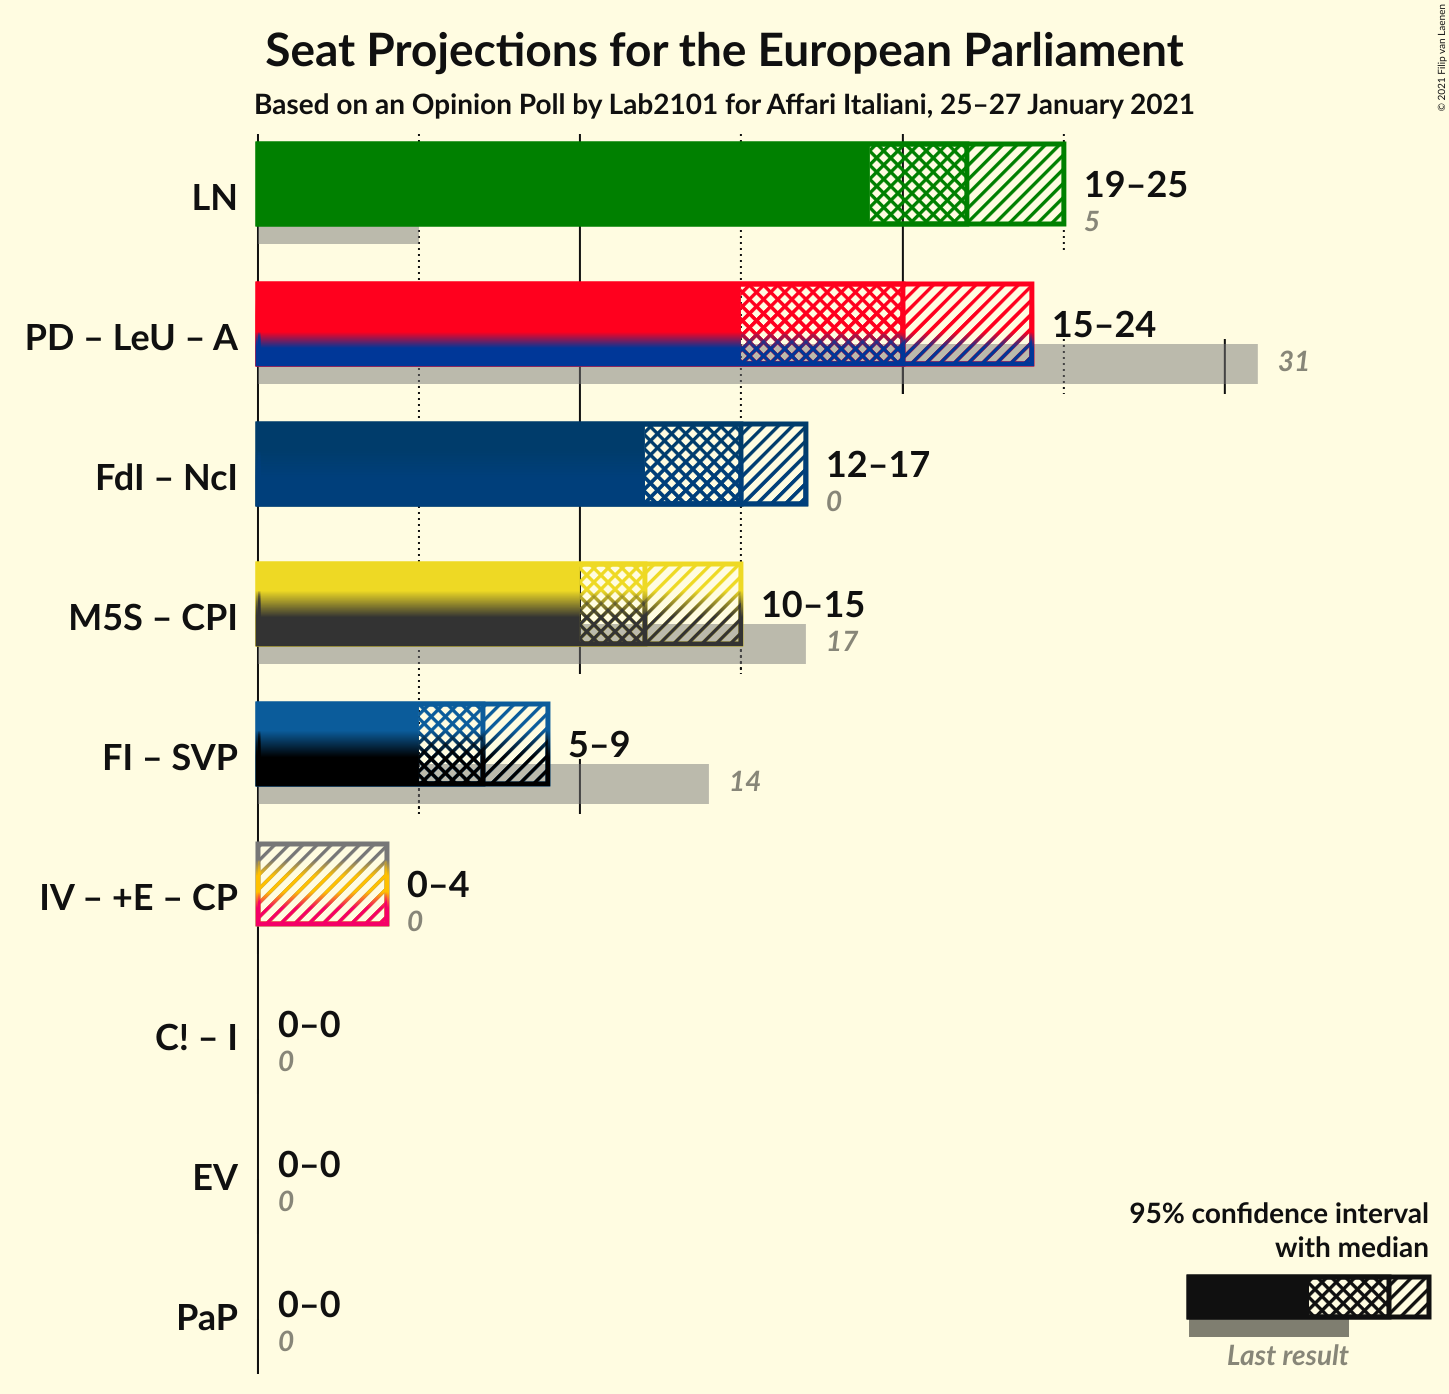 Seat Projections for the European Parliament
Based on an Opinion Poll by Lab2101 for Affari Italiani, 25–27 January 2021
© 2021 Filip van Laenen
LN
19–25
5
PD – LeU – A
15–24
31
FdI – NcI
12–17
0
M5S – CPI
10–15
17
FI – SVP
5–9
14
IV – +E – CP
0–4
0
C! – I
0–0
0
EV
0–0
0
PaP
0–0
0
95% confidence interval
with median
Last result